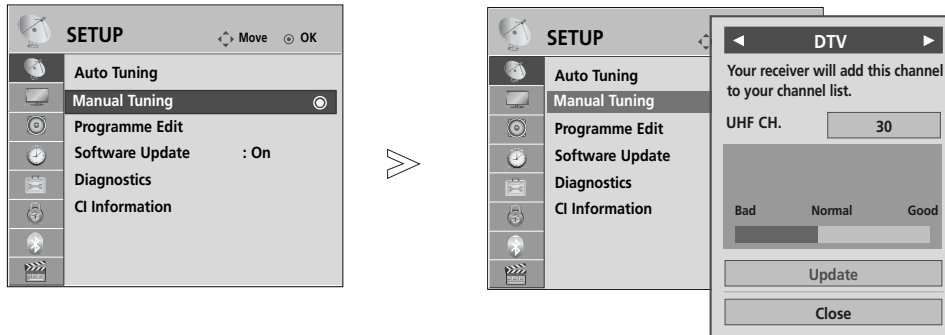 SETUP
Move OK
Auto Tuning
Manual Tuning
Programme Edit
Software Update : On
Diagnostics
CI Information
SETUP
Auto Tuning
Manual Tuning
Programme Edit
Software Update
Diagnostics
CI Information
DTV
Your receiver will add this channel
to your channel list.
UHF CH. 30
Bad Normal Good
Update
Close